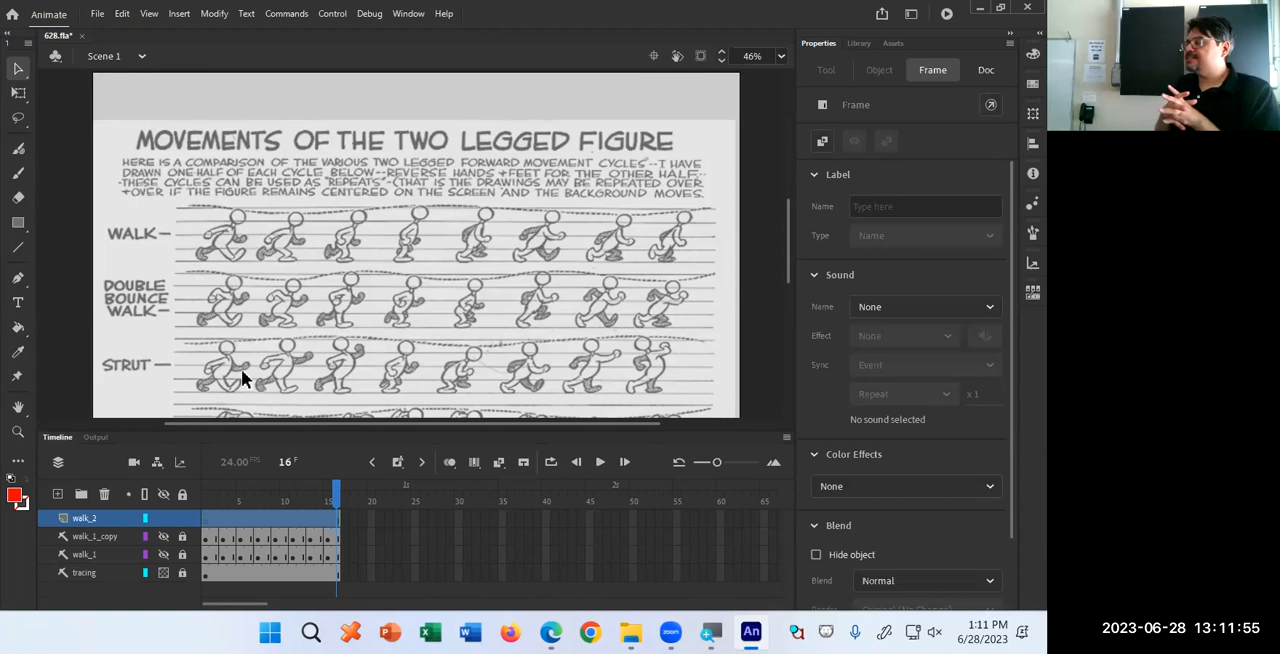 Animate
File
Edit
View
Insert
Modify
Text
Commands
Control
Debug
Window
Help
628.fla*
Scene 1
46%
MOVEMENTS OF THE TWO LEGGED FIGURE
HERE IS A COMPARISON OF THE VARIOUS TWO LEGGED FORWARD MOVEMENT CYCLES--I HAVE
DRAWN ONE HALF OF EACH CYCLE BELOW--REVERSE HANDS + FEET FOR THE OTHER HALF--
-THESE CYCLES CAN BE USED AS "REPEATS"-(THAT IS THE DRAWINGS MAY BE REPEATED OVER
+ OVER IF THE FIGURE REMAINS CENTERED ON THE SCREEN AND THE BACKGROUND MOVES.
WALK-
DOUBLE
BOUNCE
WALK-
STRUT-
Properties
Library
Assets
Tool
Object
Frame
Doc
Frame
Label
Name
Type here
Type
Name
Sound
Name
None
Effect
None
Sync
Event
Repeat
x 1
No sound selected
Color Effects
None
Blend
Hide object
Blend
Normal
Timeline
Output
24.00 FPS
16 F
1s
2s
5
10
15
20
25
30
35
40
45
50
55
60
65
walk_2
walk_1_copy
walk_1
tracing
1:11 PM
6/28/2023
2023-06-28 13:11:55